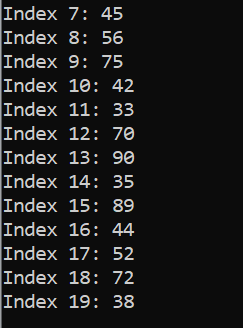 Index 7: 45
Index 8: 56
Index 9: 75
Index 10: 42
Index 11: 33
Index 12: 70
Index 13: 90
Index 14: 35
Index 15: 89
Index 16: 44
Index 17: 52
Index 18: 72
Index 19: 38